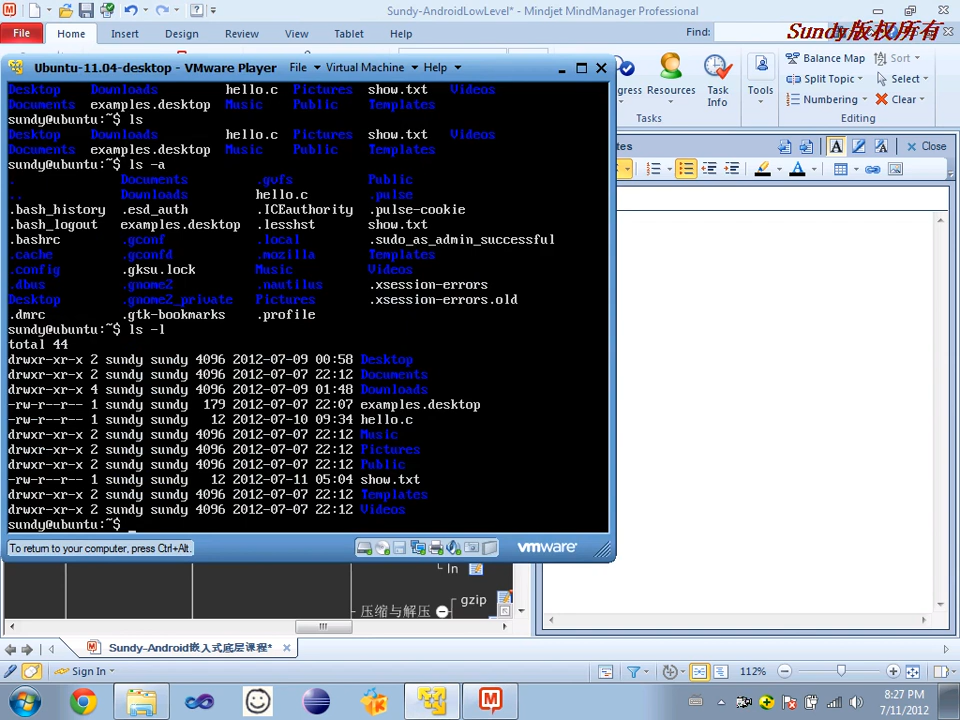 Sundy-AndroidLowLevel* - Mindjet MindManager Professional
File Home Insert Design Review View Tablet Help Find:
Sundy版权所有
Ubuntu-11.04-desktop - VMware Player File Virtual Machine Help
Balance Map Sort
Split Topic Select
Numbering Clear
Resources Task Info Tools
Tasks Editing
Close
Desktop Downloads hello.c Pictures show.txt Videos
Documents examples.desktop Music Public Templates
sundy@ubuntu:~$ ls
Desktop Downloads hello.c Pictures show.txt Videos
Documents examples.desktop Music Public Templates
sundy@ubuntu:~$ ls -a
. Documents .gvfs Public
.. Downloads hello.c .pulse
.bash_history .esd_auth .ICEauthority .pulse-cookie
.bash_logout examples.desktop .lesshst show.txt
.bashrc .gconf .local .sudo_as_admin_successful
.cache .gconfd .mozilla Templates
.config .gksu.lock Music Videos
.dbus .gnome2 .nautilus .xsession-errors
Desktop .gnome2_private Pictures .xsession-errors.old
.dmrc .gtk-bookmarks .profile
sundy@ubuntu:~$ ls -l
total 44
drwxr-xr-x 2 sundy sundy 4096 2012-07-09 00:58 Desktop
drwxr-xr-x 2 sundy sundy 4096 2012-07-07 22:12 Documents
drwxr-xr-x 4 sundy sundy 4096 2012-07-09 01:48 Downloads
-rw-r--r-- 1 sundy sundy 179 2012-07-07 22:07 examples.desktop
-rw-r--r-- 1 sundy sundy 12 2012-07-10 09:34 hello.c
drwxr-xr-x 2 sundy sundy 4096 2012-07-07 22:12 Music
drwxr-xr-x 2 sundy sundy 4096 2012-07-07 22:12 Pictures
drwxr-xr-x 2 sundy sundy 4096 2012-07-07 22:12 Public
-rw-r--r-- 1 sundy sundy 12 2012-07-11 05:04 show.txt
drwxr-xr-x 2 sundy sundy 4096 2012-07-07 22:12 Templates
drwxr-xr-x 2 sundy sundy 4096 2012-07-07 22:12 Videos
sundy@ubuntu:~$ _
To return to your computer, press Ctrl+Alt. vmware
ln
gzip
压缩与解压
Sundy-Android嵌入式底层课程*
Sign In 112%
8:27 PM
7/11/2012